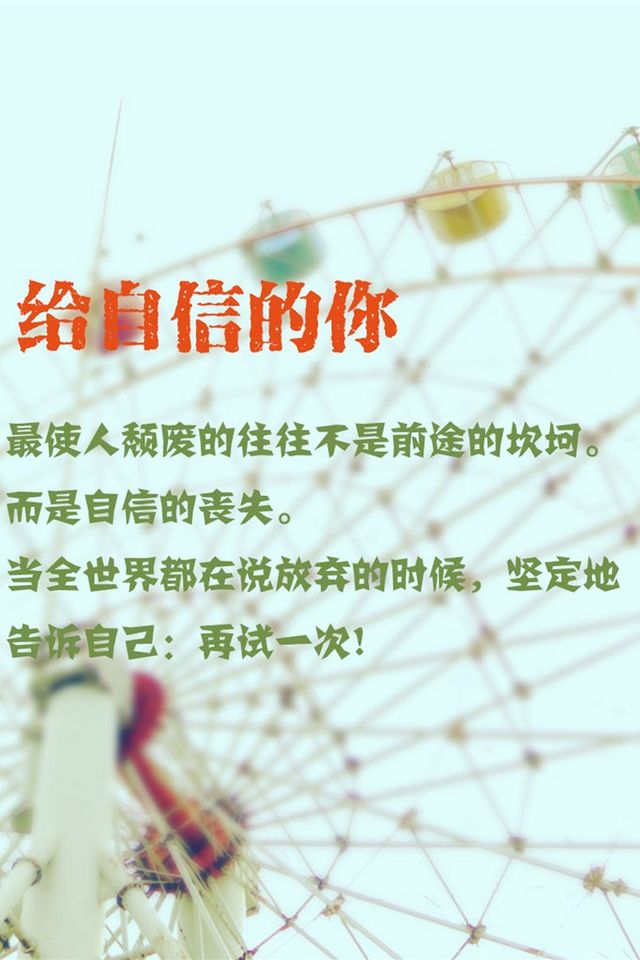 给自信的你
最使人颓废的往往不是前途的坎坷。
而是自信的丧失。
当全世界都在说放弃的时候，坚定地
告诉自己：再试一次！